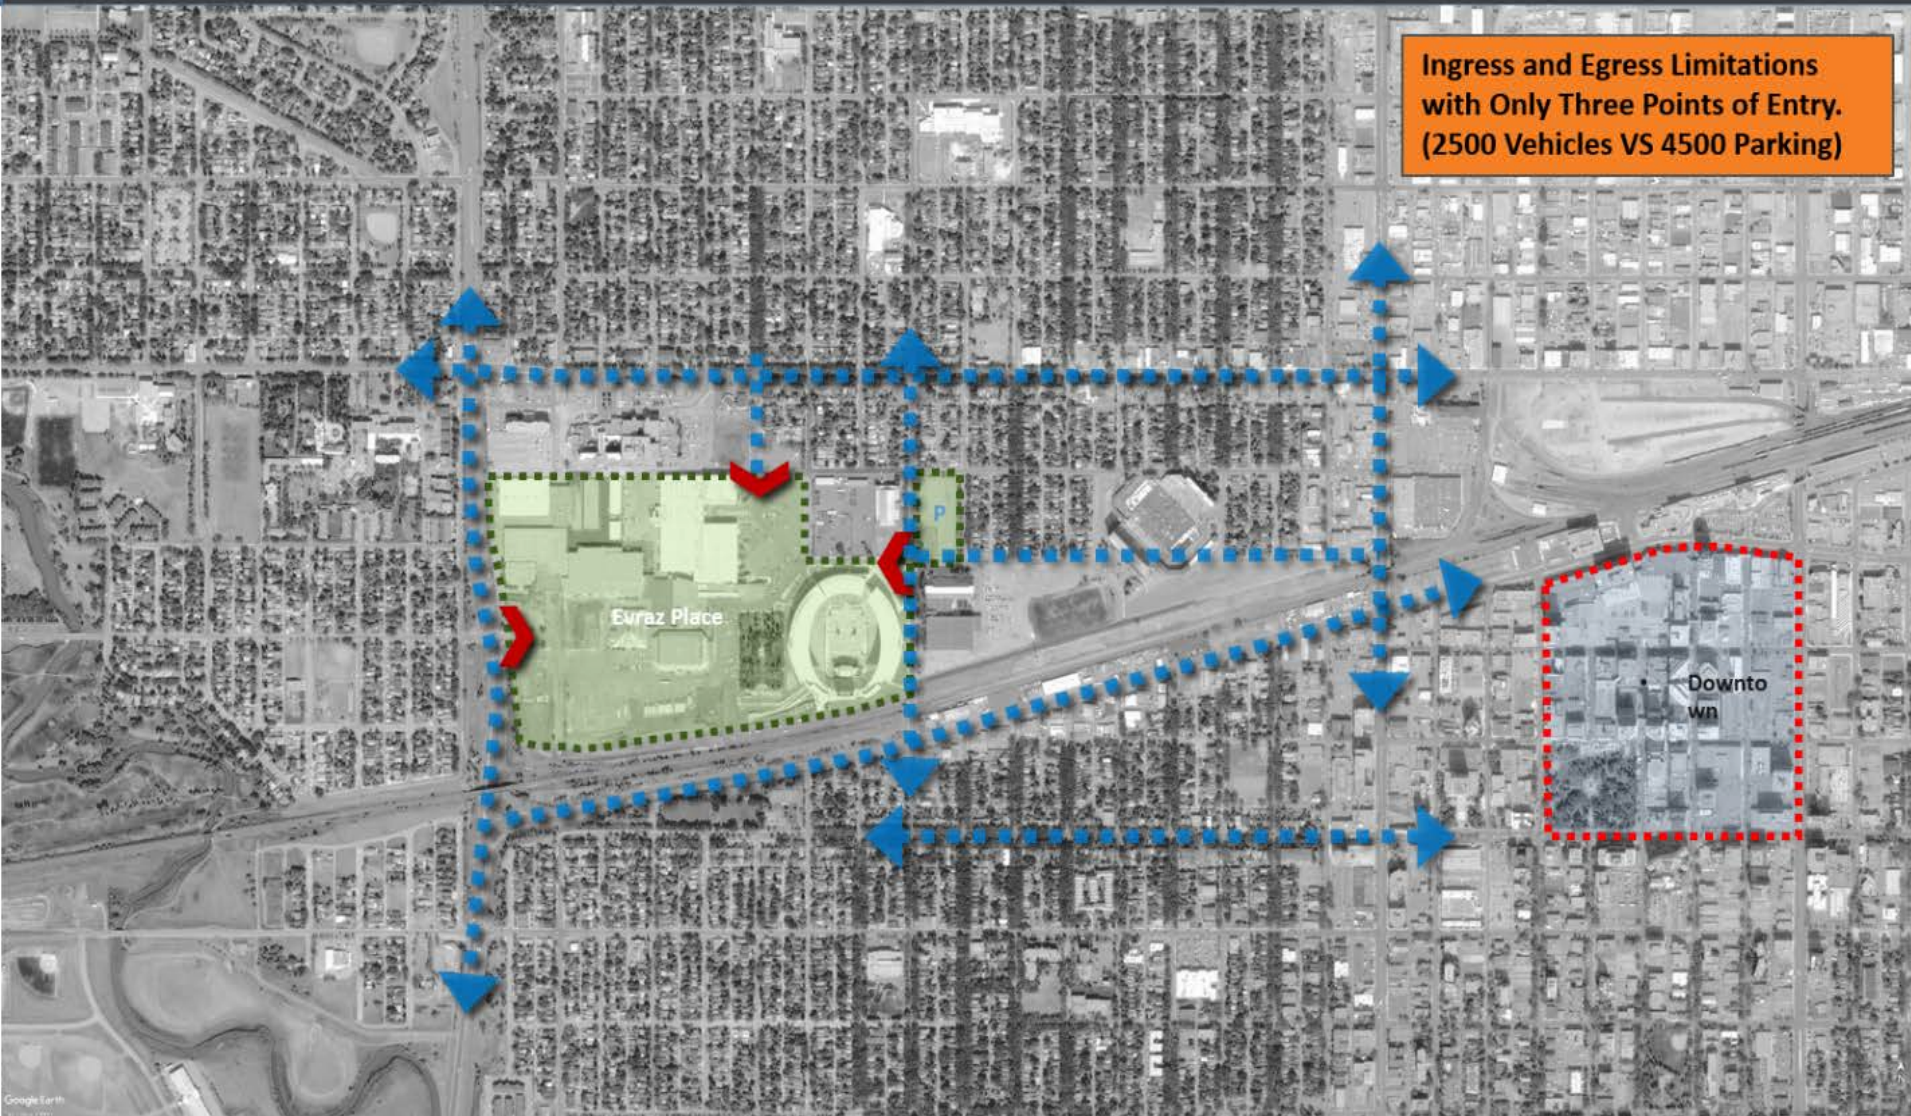 Ingress and Egress Limitations
with Only Three Points of Entry.
(2500 Vehicles VS 4500 Parking)
P
Evraz Place
Downto
wn
Google Earth